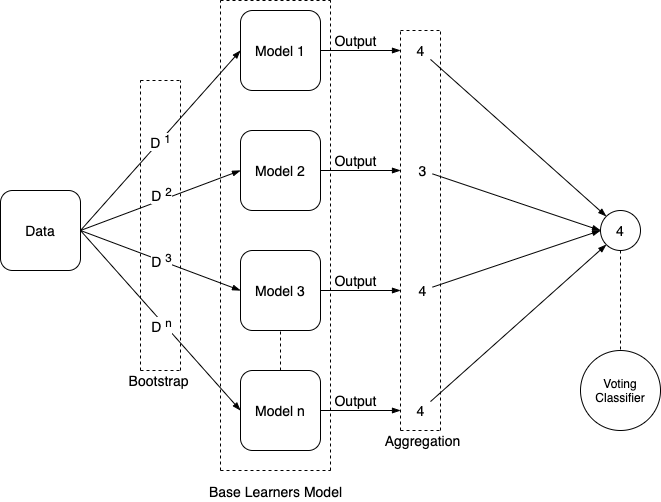 Model 1
Output
4
D 1
Model 2
Output
3
D 2
Data
4
D 3
Model 3
Output
4
D n
Bootstrap
Model n
Output
4
Voting
Classifier
Aggregation
Base Learners Model